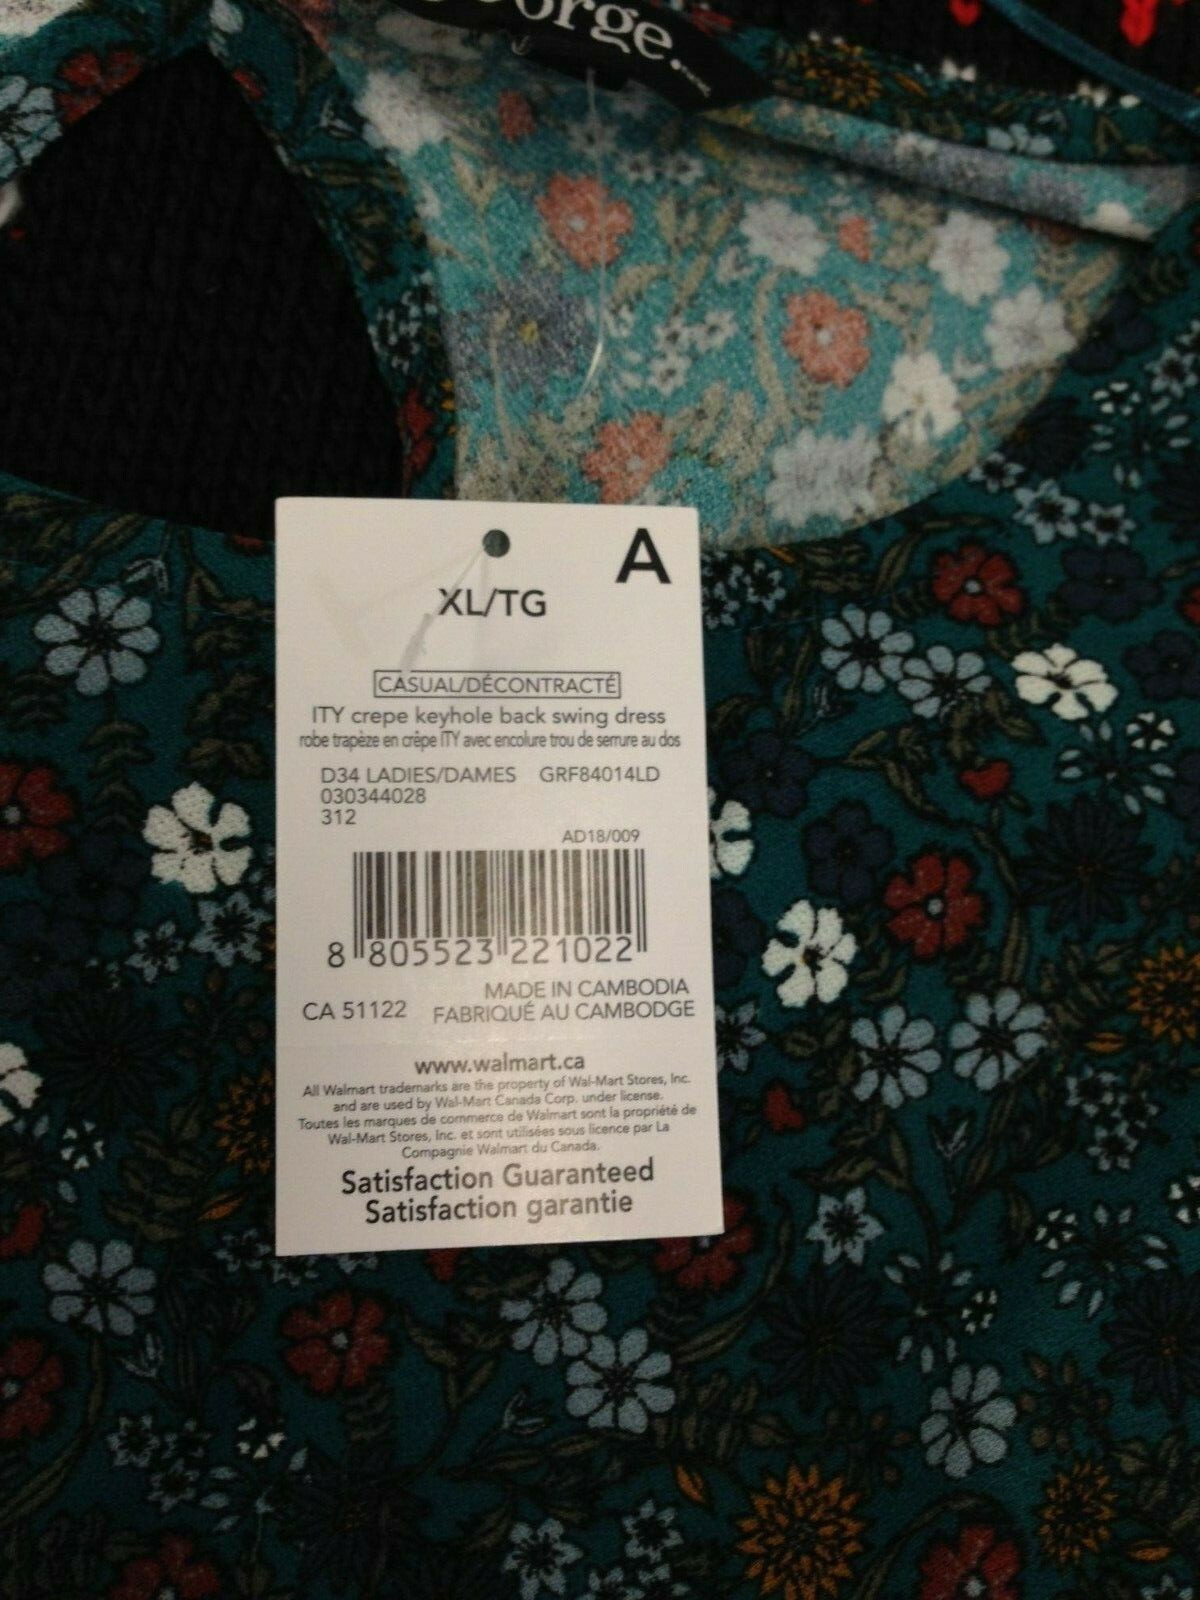 A
XL/TG
CASUAL/DÉCONTRACTÉ
ITY crepe keyhole back swing dress
robe trapèze en crêpe ITY avec encolure trou de serrure au dos
D34 LADIES/DAMES GRF84014LD
030344028
312
AD18/009
8 805523 221022
MADE IN CAMBODIA
CA 51122 FABRIQUÉ AU CAMBODGE
www.walmart.ca
All Walmart trademarks are the property of Wal-Mart Stores, Inc.
and are used by Wal-Mart Canada Corp. under license.
Toutes les marques de commerce de Walmart sont la propriété de
Wal-Mart Stores, Inc. et sont utilisées sous licence par La
Compagnie Walmart du Canada.
Satisfaction Guaranteed
Satisfaction garantie